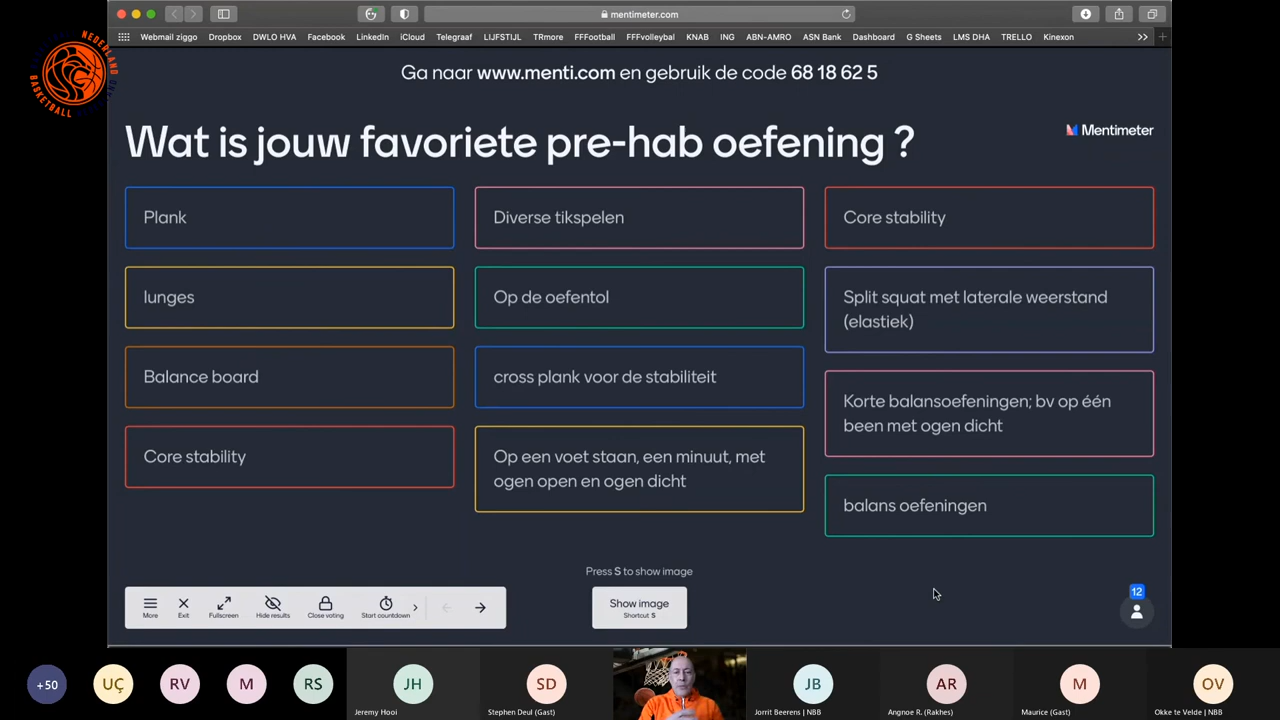 NEDERLAND
BASKETBALL
mentimeter.com
Webmail ziggo Dropbox DWLO HVA Facebook LinkedIn iCloud Telegraaf LIJFSTIJL TRmore FFFootball FFFvolleybal KNAB ING ABN-AMRO ASN Bank Dashboard G Sheets LMS DHA TRELLO Kinexon
Ga naar www.menti.com en gebruik de code 68 18 62 5
Wat is jouw favoriete pre-hab oefening ?
Mentimeter
Plank
lunges
Balance board
Core stability
Diverse tikspelen
Op de oefentol
cross plank voor de stabiliteit
Op een voet staan, een minuut, met
ogen open en ogen dicht
Core stability
Split squat met laterale weerstand
(elastiek)
Korte balansoefeningen; bv op één
been met ogen dicht
balans oefeningen
Press S to show image
More Exit Fullscreen Hide results Close voting Start countdown
Show image
Shortcut S
12
+50 UÇ RV M RS JH SD JB AR M OV
Jeremy Hooi Stephen Deul (Gast) Jorrit Beerens | NBB Angnoe R. (Rakhes) Maurice (Gast) Okke te Velde | NBB